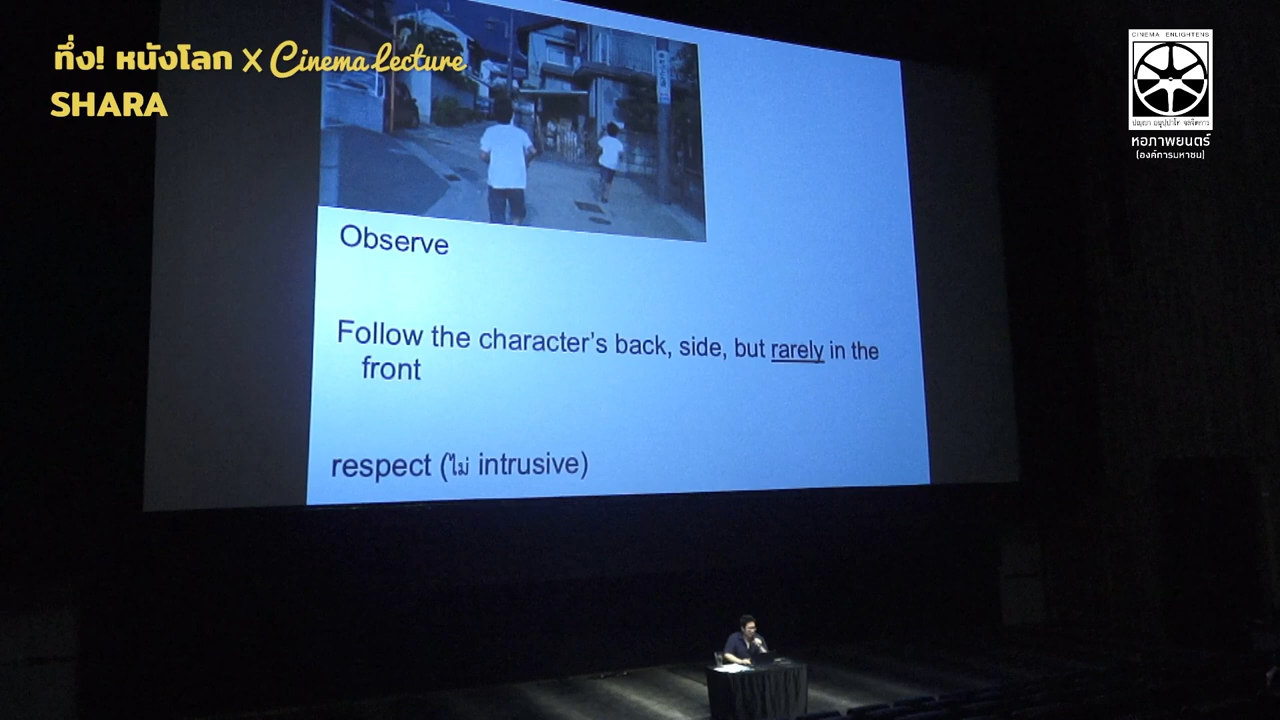 ทึ่ง! หนังโลก X Cinema Lecture
SHARA
CINEMA ENLIGHTENS
หอภาพยนตร์
(องค์การมหาชน)
Observe
Follow the character's back, side, but rarely in the
front
respect (ไม่ intrusive)